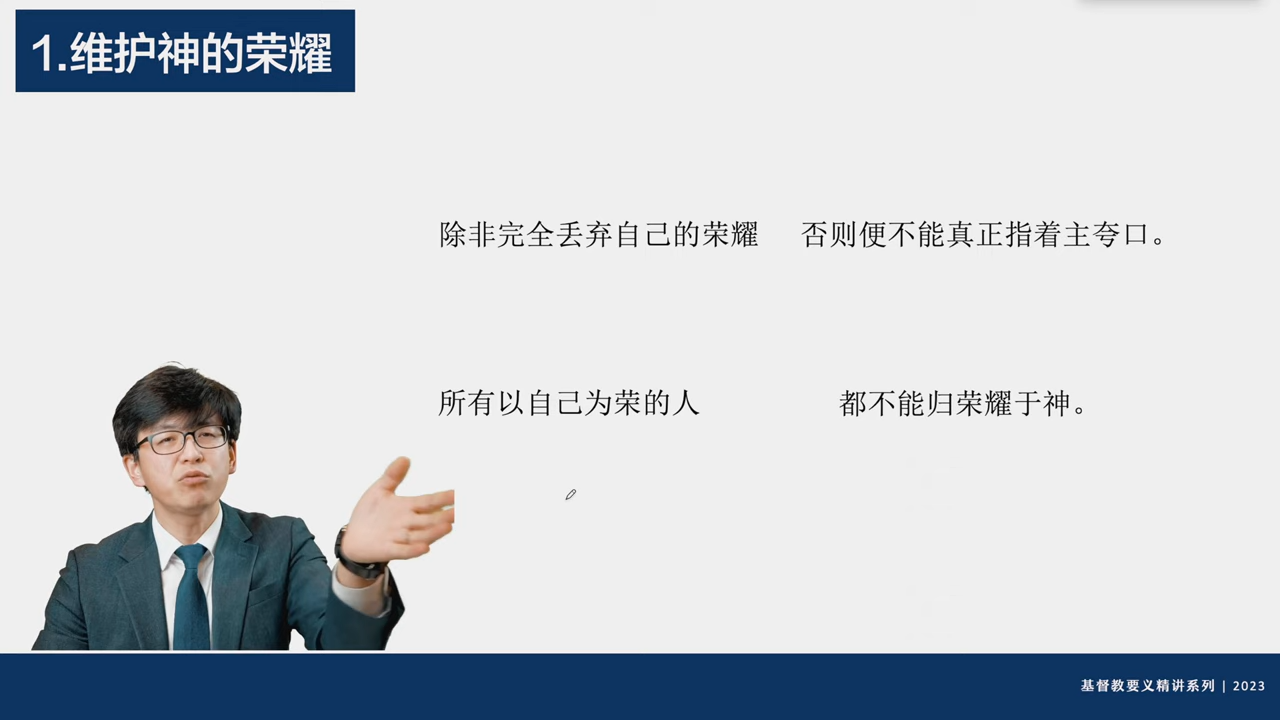 1.维护神的荣耀
除非完全丢弃自己的荣耀 否则便不能真正指着主夸口。
所有以自己为荣的人 都不能归荣耀于神。
基督教要义精讲系列 | 2023